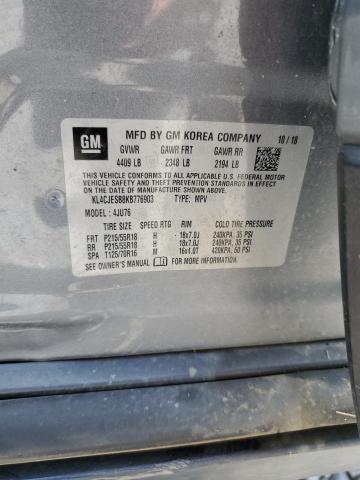 GM
MFD BY GM KOREA COMPANY 10/18
GVWR GAWR FRT GAWR RR
4409 LB 2348 LB 2194 LB
THIS VEHICLE CONFORMS TO ALL APPLICABLE U.S. FEDERAL MOTOR
VEHICLE SAFETY AND THEFT PREVENTION STANDARDS IN EFFECT ON THE
DATE OF MANUFACTURE SHOWN ABOVE.
KL4CJESB8KB776903 TYPE: MPV
MODEL: 4JU76
TIRE SIZE SPEED RTG RIM COLD TIRE PRESSURE
FRT P215/55R18 H 18x7.0J 240KPA, 35 PSI
RR P215/55R18 H 18x7.0J 240KPA, 35 PSI
SPA T125/70R16 M 16x4.0T 420KPA, 60 PSI
SEE OWNER'S MANUAL FOR MORE INFORMATION